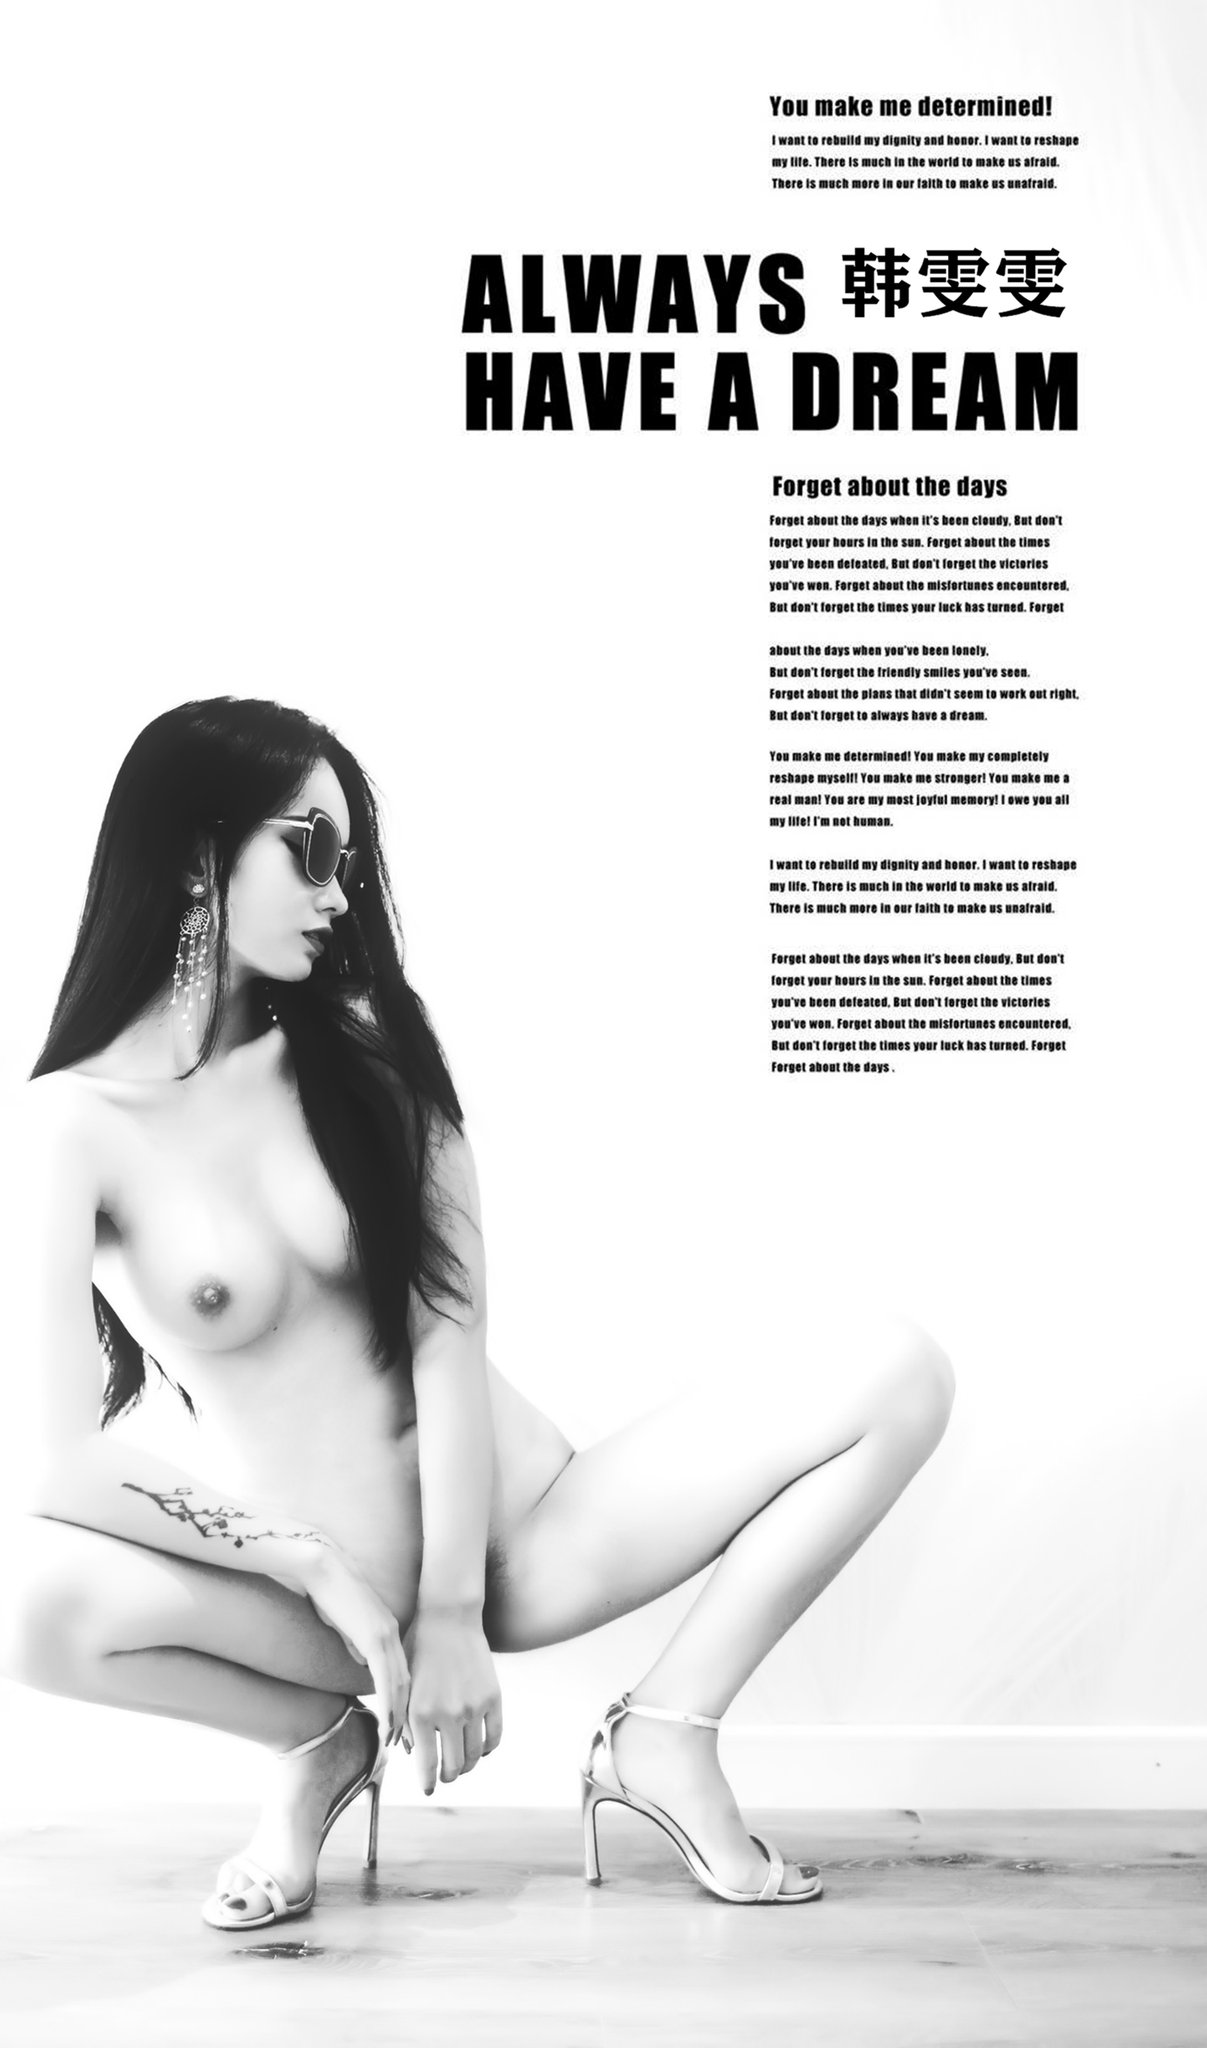 You make me determined!
I want to rebuild my dignity and honor. I want to reshape
my life. There is much in the world to make us afraid.
There is much more in our faith to make us unafraid.
ALWAYS 韩雯雯
HAVE A DREAM
Forget about the days
Forget about the days when it's been cloudy, But don't
forget your hours in the sun. Forget about the times
you've been defeated, But don't forget the victories
you've won. Forget about the misfortunes encountered,
But don't forget the times your luck has turned. Forget
about the days when you've been lonely,
But don't forget the friendly smiles you've seen.
Forget about the plans that didn't seem to work out right,
But don't forget to always have a dream.
You make me determined! You make my completely
reshape myself! You make me stronger! You make me a
real man! You are my most joyful memory! I owe you all
my life! I'm not human.
I want to rebuild my dignity and honor. I want to reshape
my life. There is much in the world to make us afraid.
There is much more in our faith to make us unafraid.
Forget about the days when it's been cloudy, But don't
forget your hours in the sun. Forget about the times
you've been defeated, But don't forget the victories
you've won. Forget about the misfortunes encountered,
But don't forget the times your luck has turned. Forget
Forget about the days .